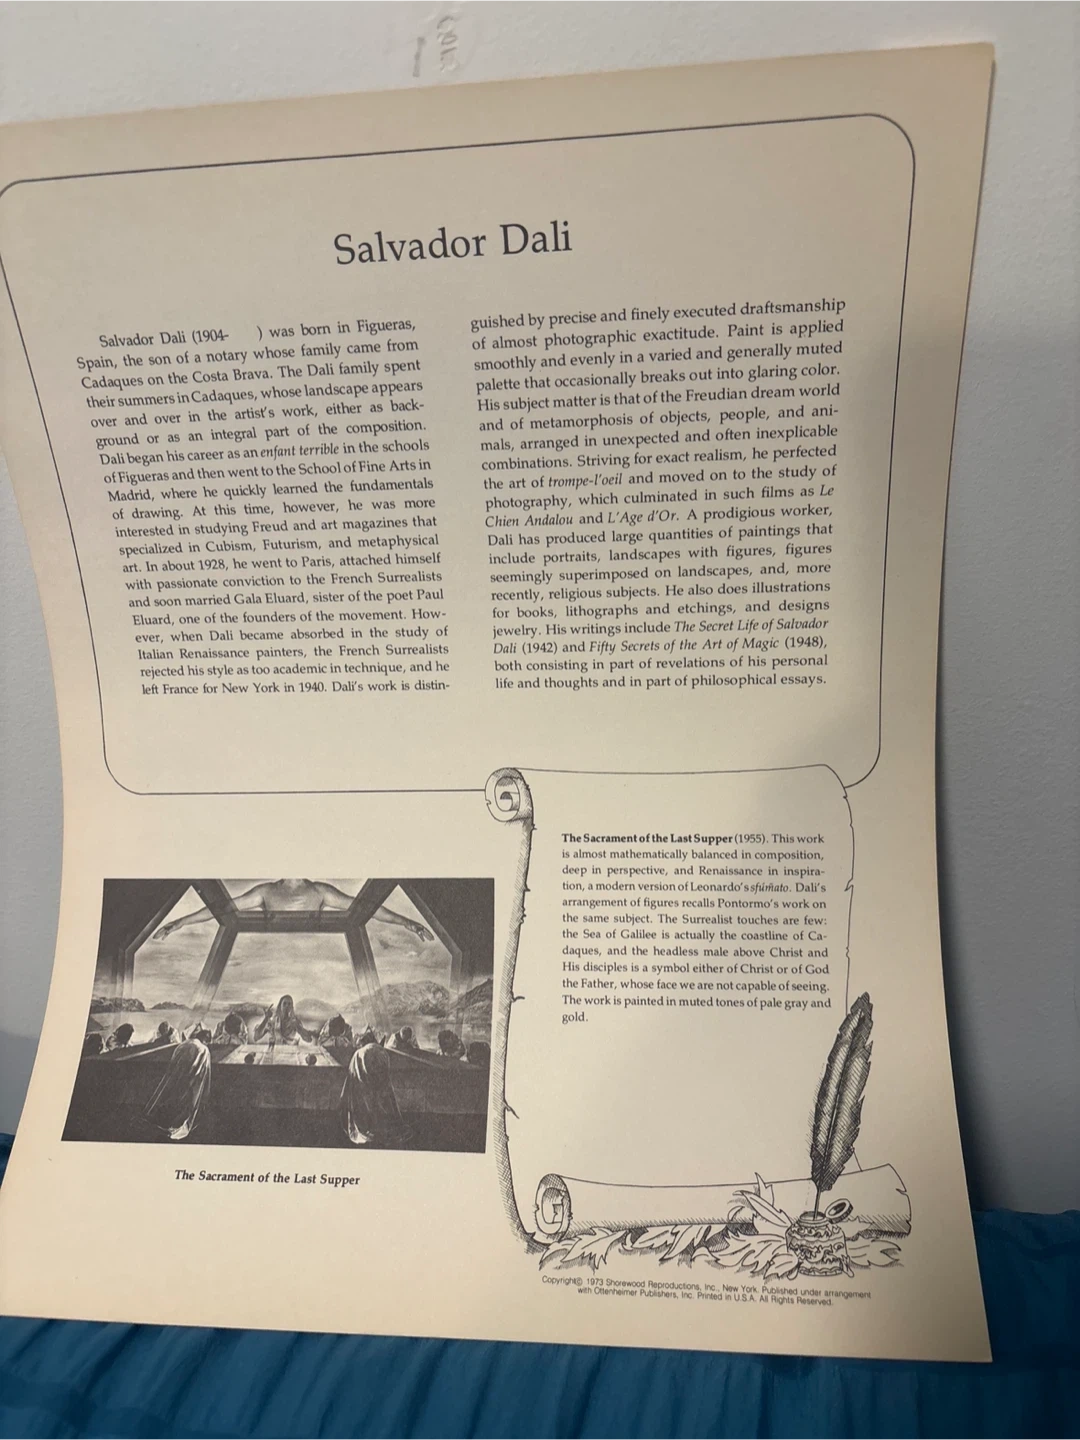 Salvador Dali
Salvador Dali (1904- ) was born in Figueras,
Spain, the son of a notary whose family came from
Cadaques on the Costa Brava. The Dali family spent
their summers in Cadaques, whose landscape appears
over and over in the artist's work, either as back-
ground or as an integral part of the composition.
Dali began his career as an enfant terrible in the schools
of Figueras and then went to the School of Fine Arts in
Madrid, where he quickly learned the fundamentals
of drawing. At this time, however, he was more
interested in studying Freud and art magazines that
specialized in Cubism, Futurism, and metaphysical
art. In about 1928, he went to Paris, attached himself
with passionate conviction to the French Surrealists
and soon married Gala Eluard, sister of the poet Paul
Eluard, one of the founders of the movement. How-
ever, when Dali became absorbed in the study of
Italian Renaissance painters, the French Surrealists
rejected his style as too academic in technique, and he
left France for New York in 1940. Dali's work is distin-
guished by precise and finely executed draftsmanship
of almost photographic exactitude. Paint is applied
smoothly and evenly in a varied and generally muted
palette that occasionally breaks out into glaring color.
His subject matter is that of the Freudian dream world
and of metamorphosis of objects, people, and ani-
mals, arranged in unexpected and often inexplicable
combinations. Striving for exact realism, he perfected
the art of trompe-l'oeil and moved on to the study of
photography, which culminated in such films as Le
Chien Andalou and L'Age d'Or. A prodigious worker,
Dali has produced large quantities of paintings that
include portraits, landscapes with figures, figures
seemingly superimposed on landscapes, and, more
recently, religious subjects. He also does illustrations
for books, lithographs and etchings, and designs
jewelry. His writings include The Secret Life of Salvador
Dali (1942) and Fifty Secrets of the Art of Magic (1948),
both consisting in part of revelations of his personal
life and thoughts and in part of philosophical essays.
The Sacrament of the Last Supper (1955). This work
is almost mathematically balanced in composition,
deep in perspective, and Renaissance in inspira-
tion, a modern version of Leonardo's sfúmato. Dali's
arrangement of figures recalls Pontormo's work on
the same subject. The Surrealist touches are few:
the Sea of Galilee is actually the coastline of Ca-
daques, and the headless male above Christ and
His disciples is a symbol either of Christ or of God
the Father, whose face we are not capable of seeing.
The work is painted in muted tones of pale gray and
gold.
The Sacrament of the Last Supper
Copyright© 1973 Shorewood Reproductions, Inc., New York. Published under arrangement
with Ottenheimer Publishers, Inc. Printed in U.S.A. All Rights Reserved.